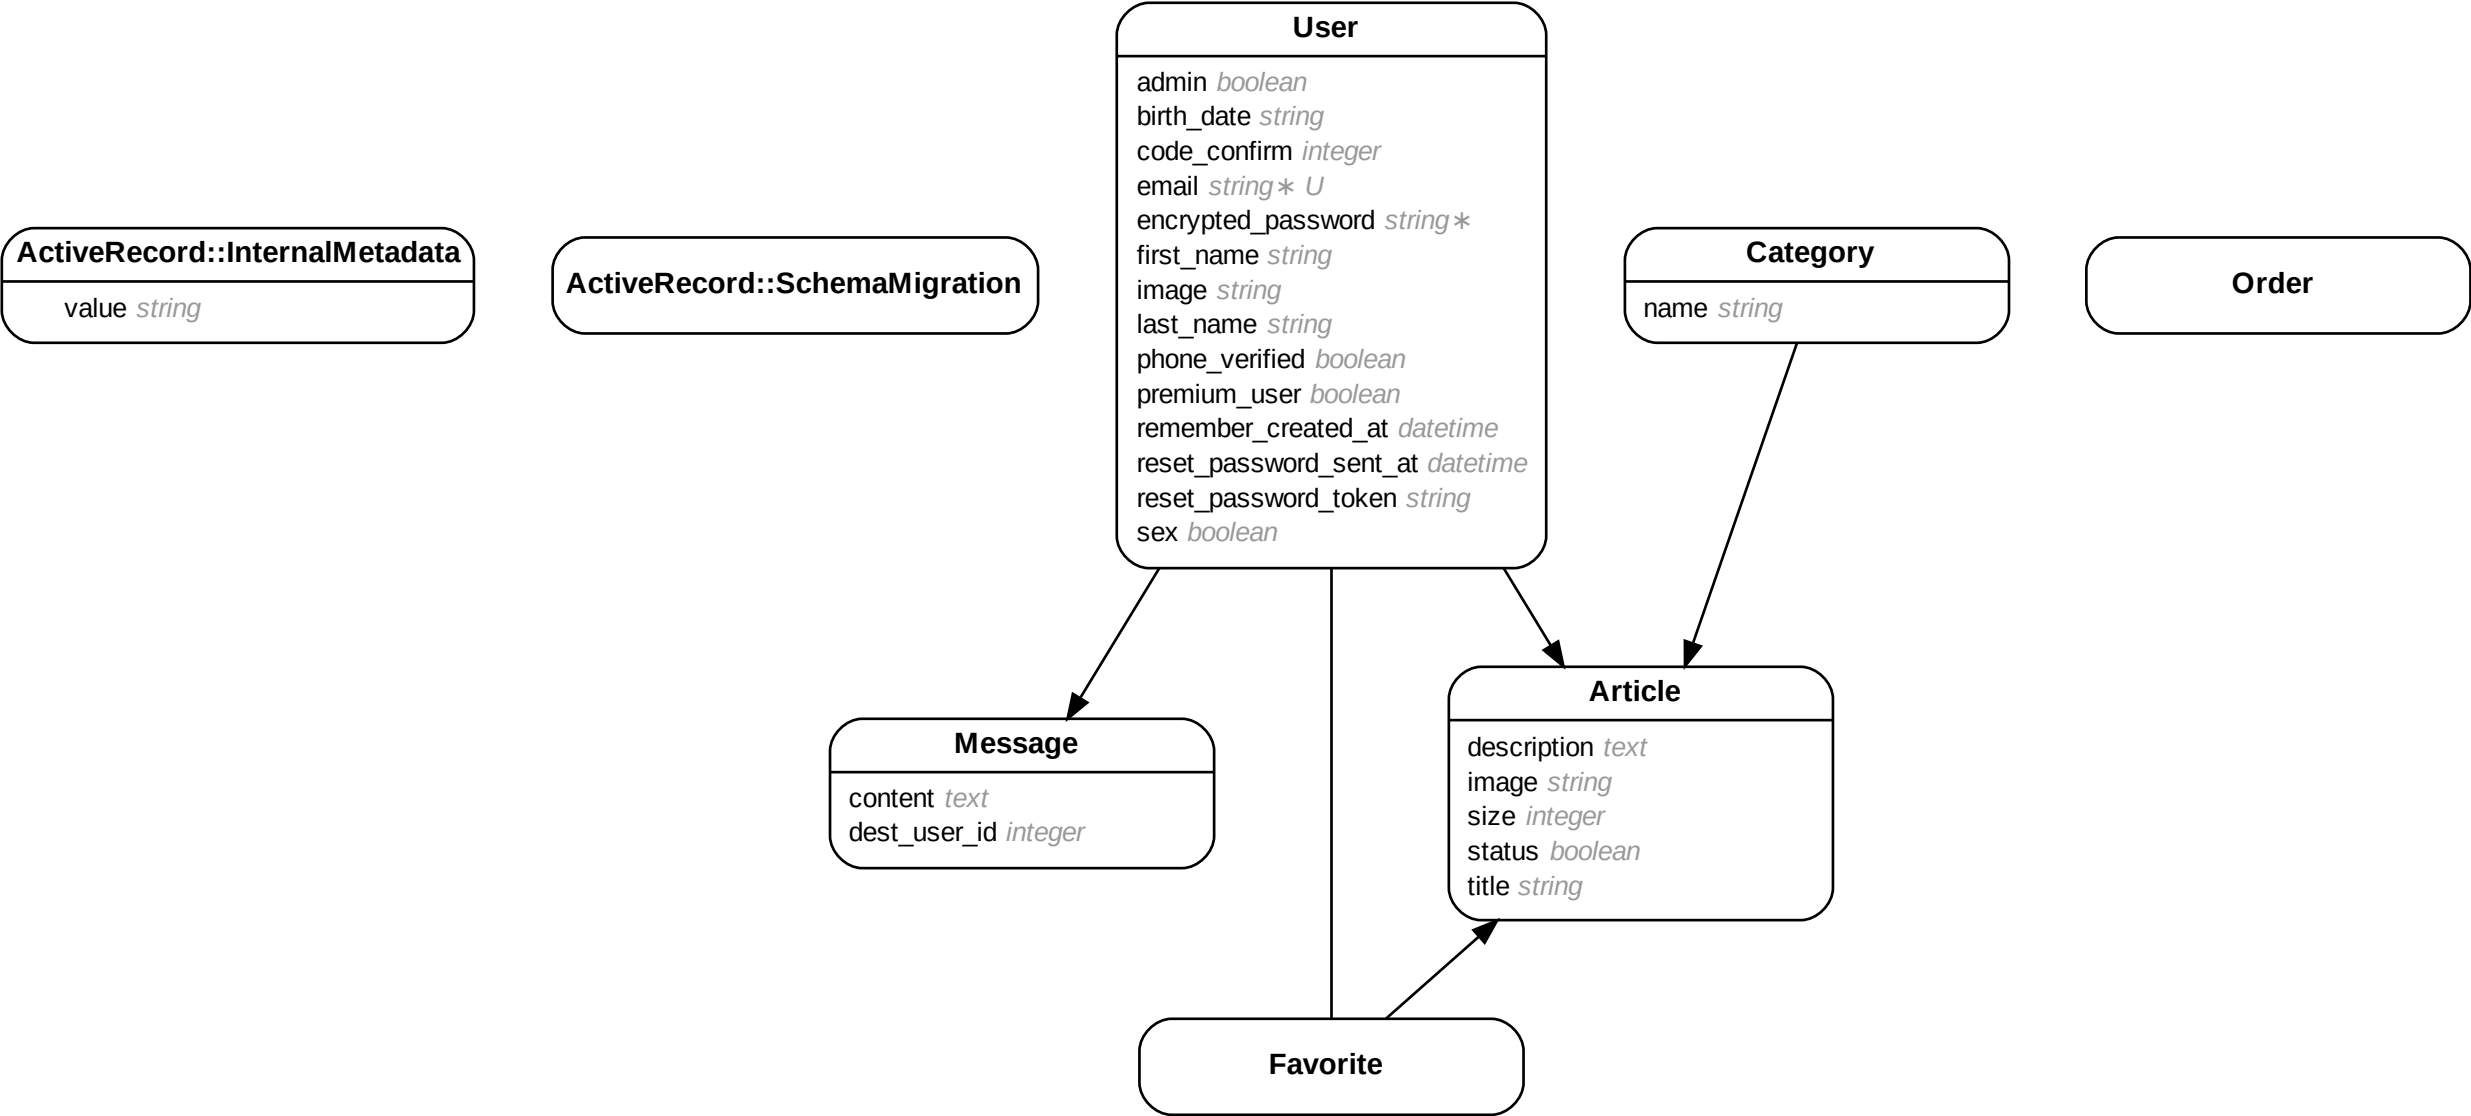 User
admin boolean
birth_date string
code_confirm integer
email string∗ U
encrypted_password string∗
first_name string
image string
last_name string
phone_verified boolean
premium_user boolean
remember_created_at datetime
reset_password_sent_at datetime
reset_password_token string
sex boolean
ActiveRecord::InternalMetadata
value string
ActiveRecord::SchemaMigration
Category
name string
Order
Message
content text
dest_user_id integer
Article
description text
image string
size integer
status boolean
title string
Favorite